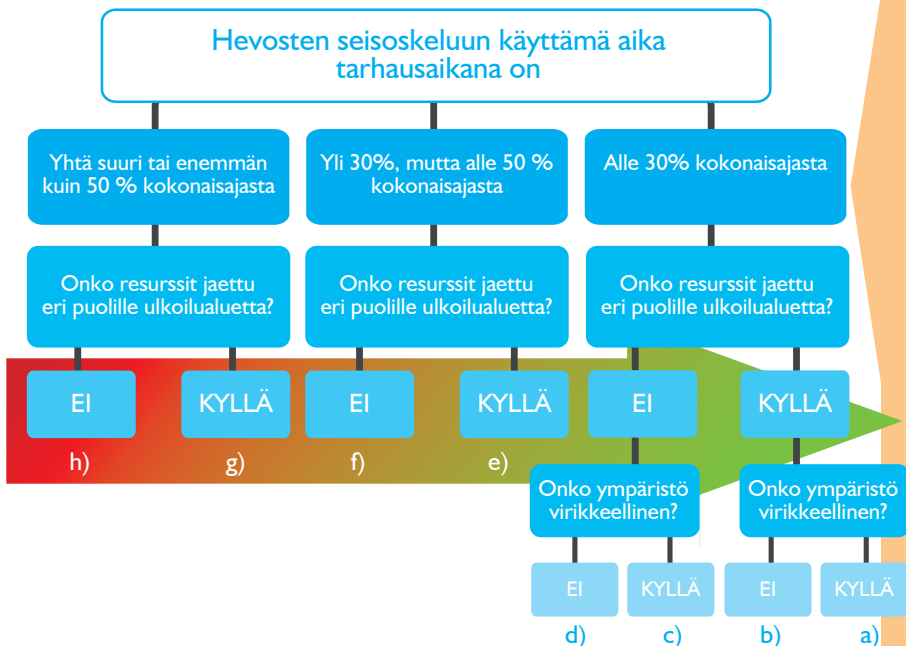 Hevosten seisoskeluun käyttämä aika
tarhausaikana on
Yhtä suuri tai enemmän
kuin 50 % kokonaisajasta
Yli 30%, mutta alle 50 %
kokonaisajasta
Alle 30% kokonaisajasta
Onko resurssit jaettu
eri puolille ulkoilualuetta?
Onko resurssit jaettu
eri puolille ulkoilualuetta?
Onko resurssit jaettu
eri puolille ulkoilualuetta?
EI
KYLLÄ
EI
KYLLÄ
EI
KYLLÄ
h)
g)
f)
e)
Onko ympäristö
virikkeellinen?
Onko ympäristö
virikkeellinen?
EI
KYLLÄ
EI
KYLLÄ
d)
c)
b)
a)